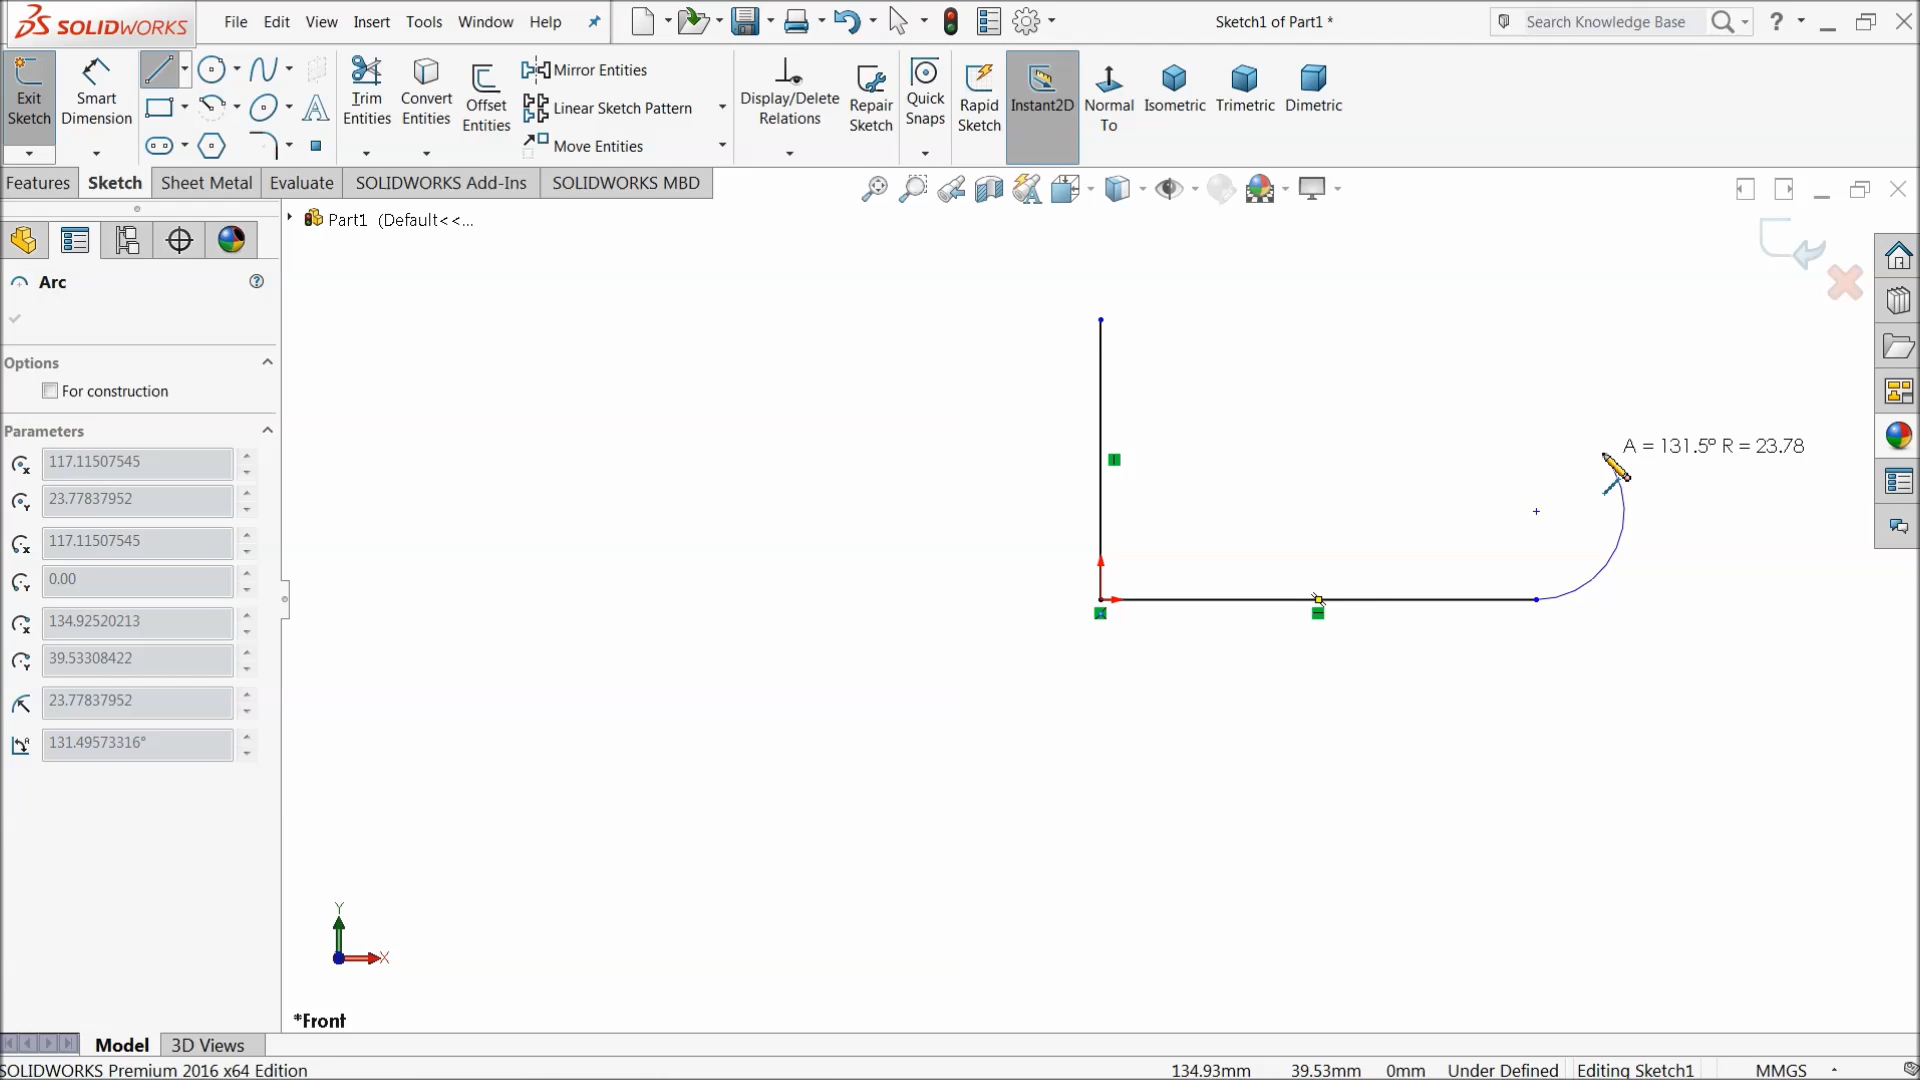 SOLIDWORKS File Edit View Insert Tools Window Help Sketch1 of Part1 * Search Knowledge Base ?
Exit Sketch
Smart Dimension
Trim Entities
Convert Entities
Offset Entities
Mirror Entities
Linear Sketch Pattern
Move Entities
Display/Delete Relations
Repair Sketch
Quick Snaps
Rapid Sketch
Instant2D
Normal To
Isometric
Trimetric
Dimetric
Features Sketch Sheet Metal Evaluate SOLIDWORKS Add-Ins SOLIDWORKS MBD
Part1 (Default<<...
Arc
Options
For construction
Parameters
117.11507545
23.77837952
117.11507545
0.00
134.92520213
39.53308422
23.77837952
131.49573316°
A = 131.5° R = 23.78
Y
X
*Front
Model 3D Views
SOLIDWORKS Premium 2016 x64 Edition 134.93mm 39.53mm 0mm Under Defined Editing Sketch1 MMGS